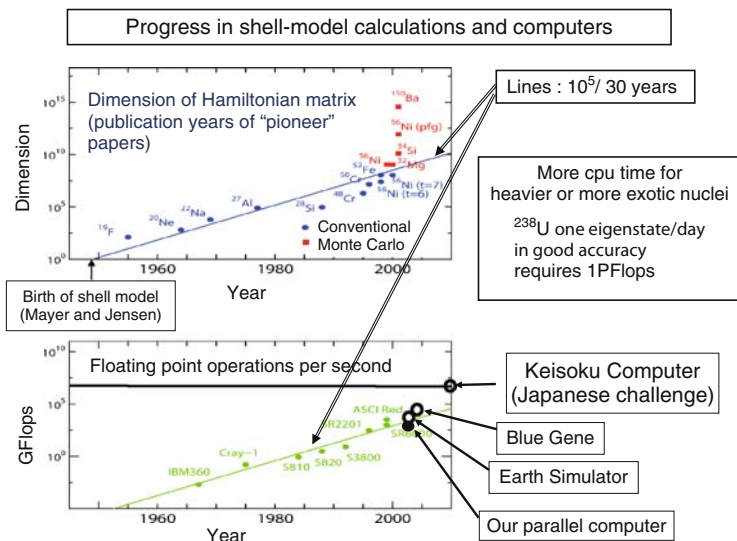 Progress in shell-model calculations and computers
Dimension of Hamiltonian matrix
(publication years of “pioneer”
papers)
Lines : 10⁵/ 30 years
Dimension
10¹⁵
10¹⁰
10⁵
10⁰
¹⁹F
²⁰Ne
²²Na
²⁷Al
²⁸Si
⁴⁸Cr
⁵⁰Cr
⁵²Fe
⁵⁶Ni
⁵⁶Ni (t=6)
⁵⁶Ni (t=7)
³²Mg
³⁴Si
⁵⁶Ni (pfg)
¹⁵⁰Ba
Conventional
Monte Carlo
1960
1980
2000
Year
Birth of shell model
(Mayer and Jensen)
More cpu time for
heavier or more exotic nuclei
²³⁸U one eigenstate/day
in good accuracy
requires 1PFlops
Floating point operations per second
GFlops
10¹⁰
10⁵
10⁰
IBM360
Cray-1
S810
S820
S3800
SR2201
ASCI Red
1960
1980
2000
Year
Keisoku Computer
(Japanese challenge)
Blue Gene
Earth Simulator
Our parallel computer